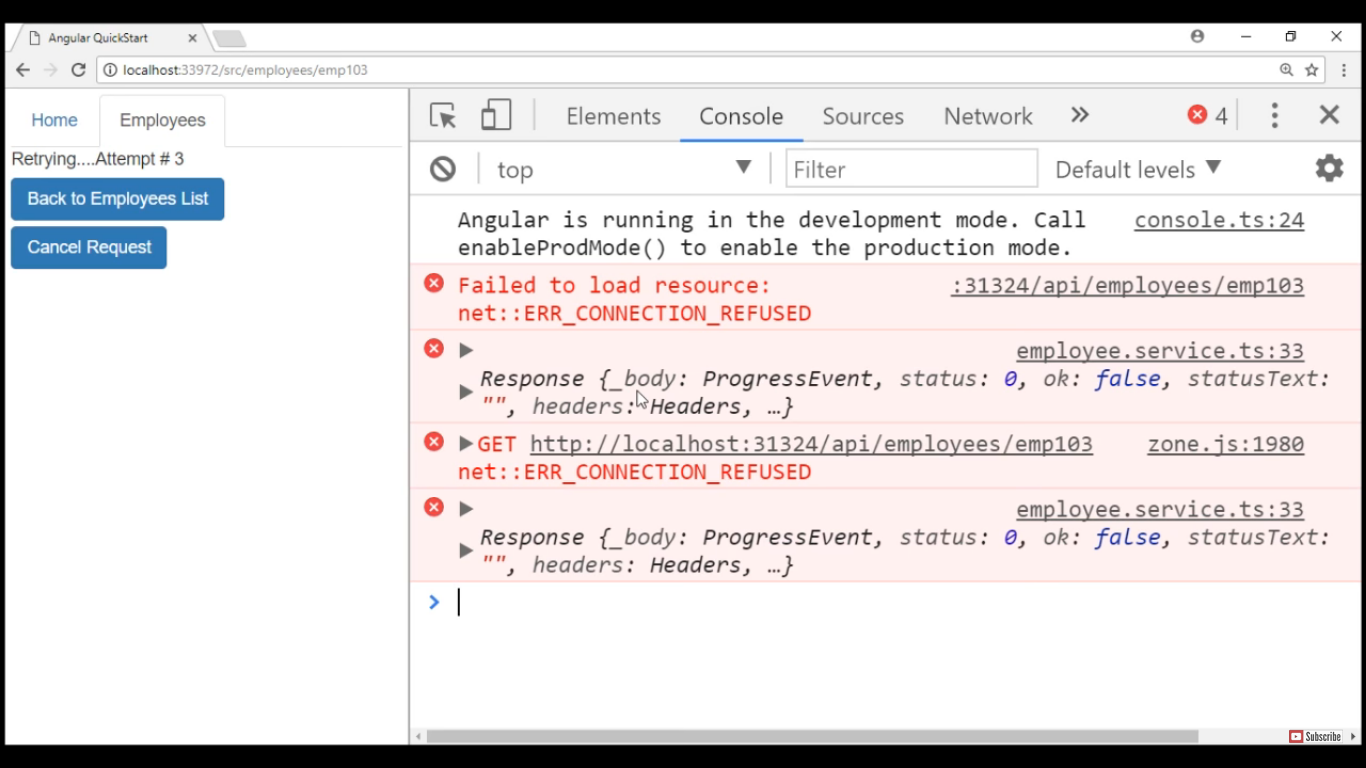 Angular QuickStart
localhost:33972/src/employees/emp103
Home Employees
Retrying....Attempt # 3
Back to Employees List
Cancel Request
Elements Console Sources Network 4
top Filter Default levels
Angular is running in the development mode. Call console.ts:24
enableProdMode() to enable the production mode.
Failed to load resource: :31324/api/employees/emp103
net::ERR_CONNECTION_REFUSED
employee.service.ts:33
Response {_body: ProgressEvent, status: 0, ok: false, statusText:
"", headers: Headers, …}
GET http://localhost:31324/api/employees/emp103 zone.js:1980
net::ERR_CONNECTION_REFUSED
employee.service.ts:33
Response {_body: ProgressEvent, status: 0, ok: false, statusText:
"", headers: Headers, …}
Subscribe